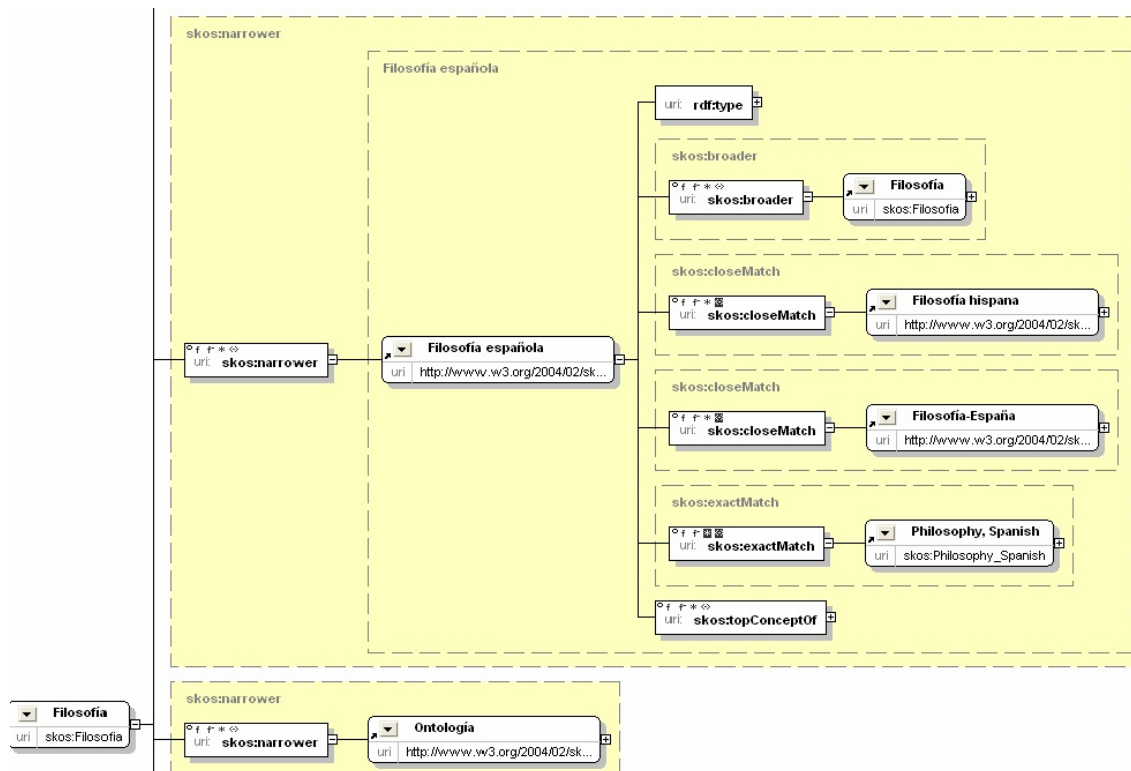 skos:narrower
Filosofía española
uri: rdf:type
skos:broader
uri: skos:broader
Filosofía
uri skos:Filosofia
skos:closeMatch
uri: skos:closeMatch
Filosofía hispana
uri http://www.w3.org/2004/02/sk...
skos:narrower
uri: skos:narrower
Filosofía española
uri http://www.w3.org/2004/02/sk...
skos:closeMatch
uri: skos:closeMatch
Filosofía-España
uri http://www.w3.org/2004/02/sk...
skos:exactMatch
uri: skos:exactMatch
Philosophy, Spanish
uri skos:Philosophy_Spanish
uri: skos:topConceptOf
Filosofía
uri skos:Filosofia
skos:narrower
uri: skos:narrower
Ontología
uri http://www.w3.org/2004/02/sk...